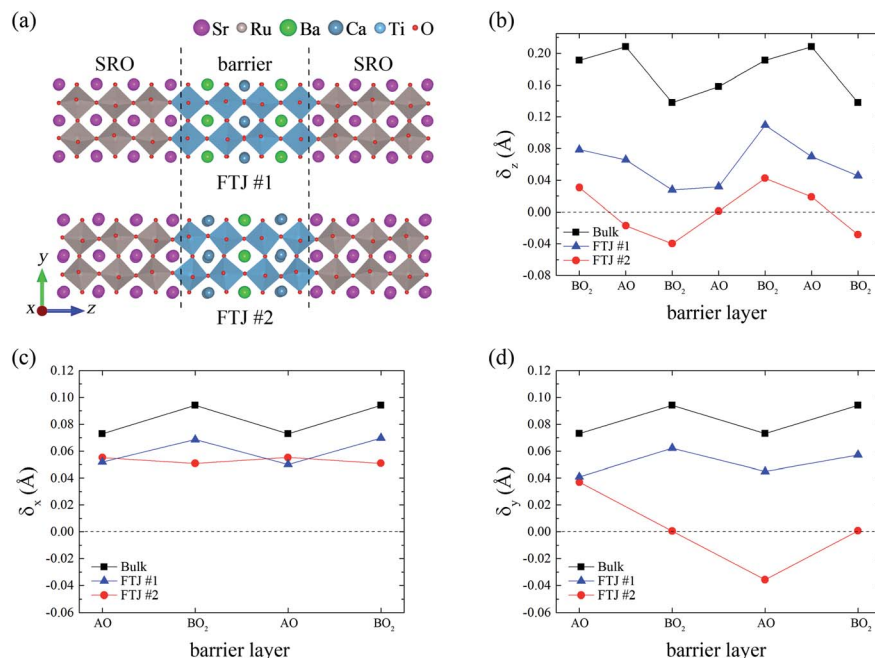 (a)
Sr Ru Ba Ca Ti O
SRO barrier SRO
FTJ #1
FTJ #2
y
x
z
(b)
0.20
0.16
0.12
0.08
0.04
0.00
-0.04
-0.08
δz (Å)
Bulk
FTJ #1
FTJ #2
BO2 AO BO2 AO BO2 AO BO2
barrier layer
(c)
0.12
0.10
0.08
0.06
0.04
0.02
0.00
-0.02
-0.04
-0.06
δx (Å)
Bulk
FTJ #1
FTJ #2
AO BO2 AO BO2
barrier layer
(d)
0.12
0.10
0.08
0.06
0.04
0.02
0.00
-0.02
-0.04
-0.06
δy (Å)
Bulk
FTJ #1
FTJ #2
AO BO2 AO BO2
barrier layer